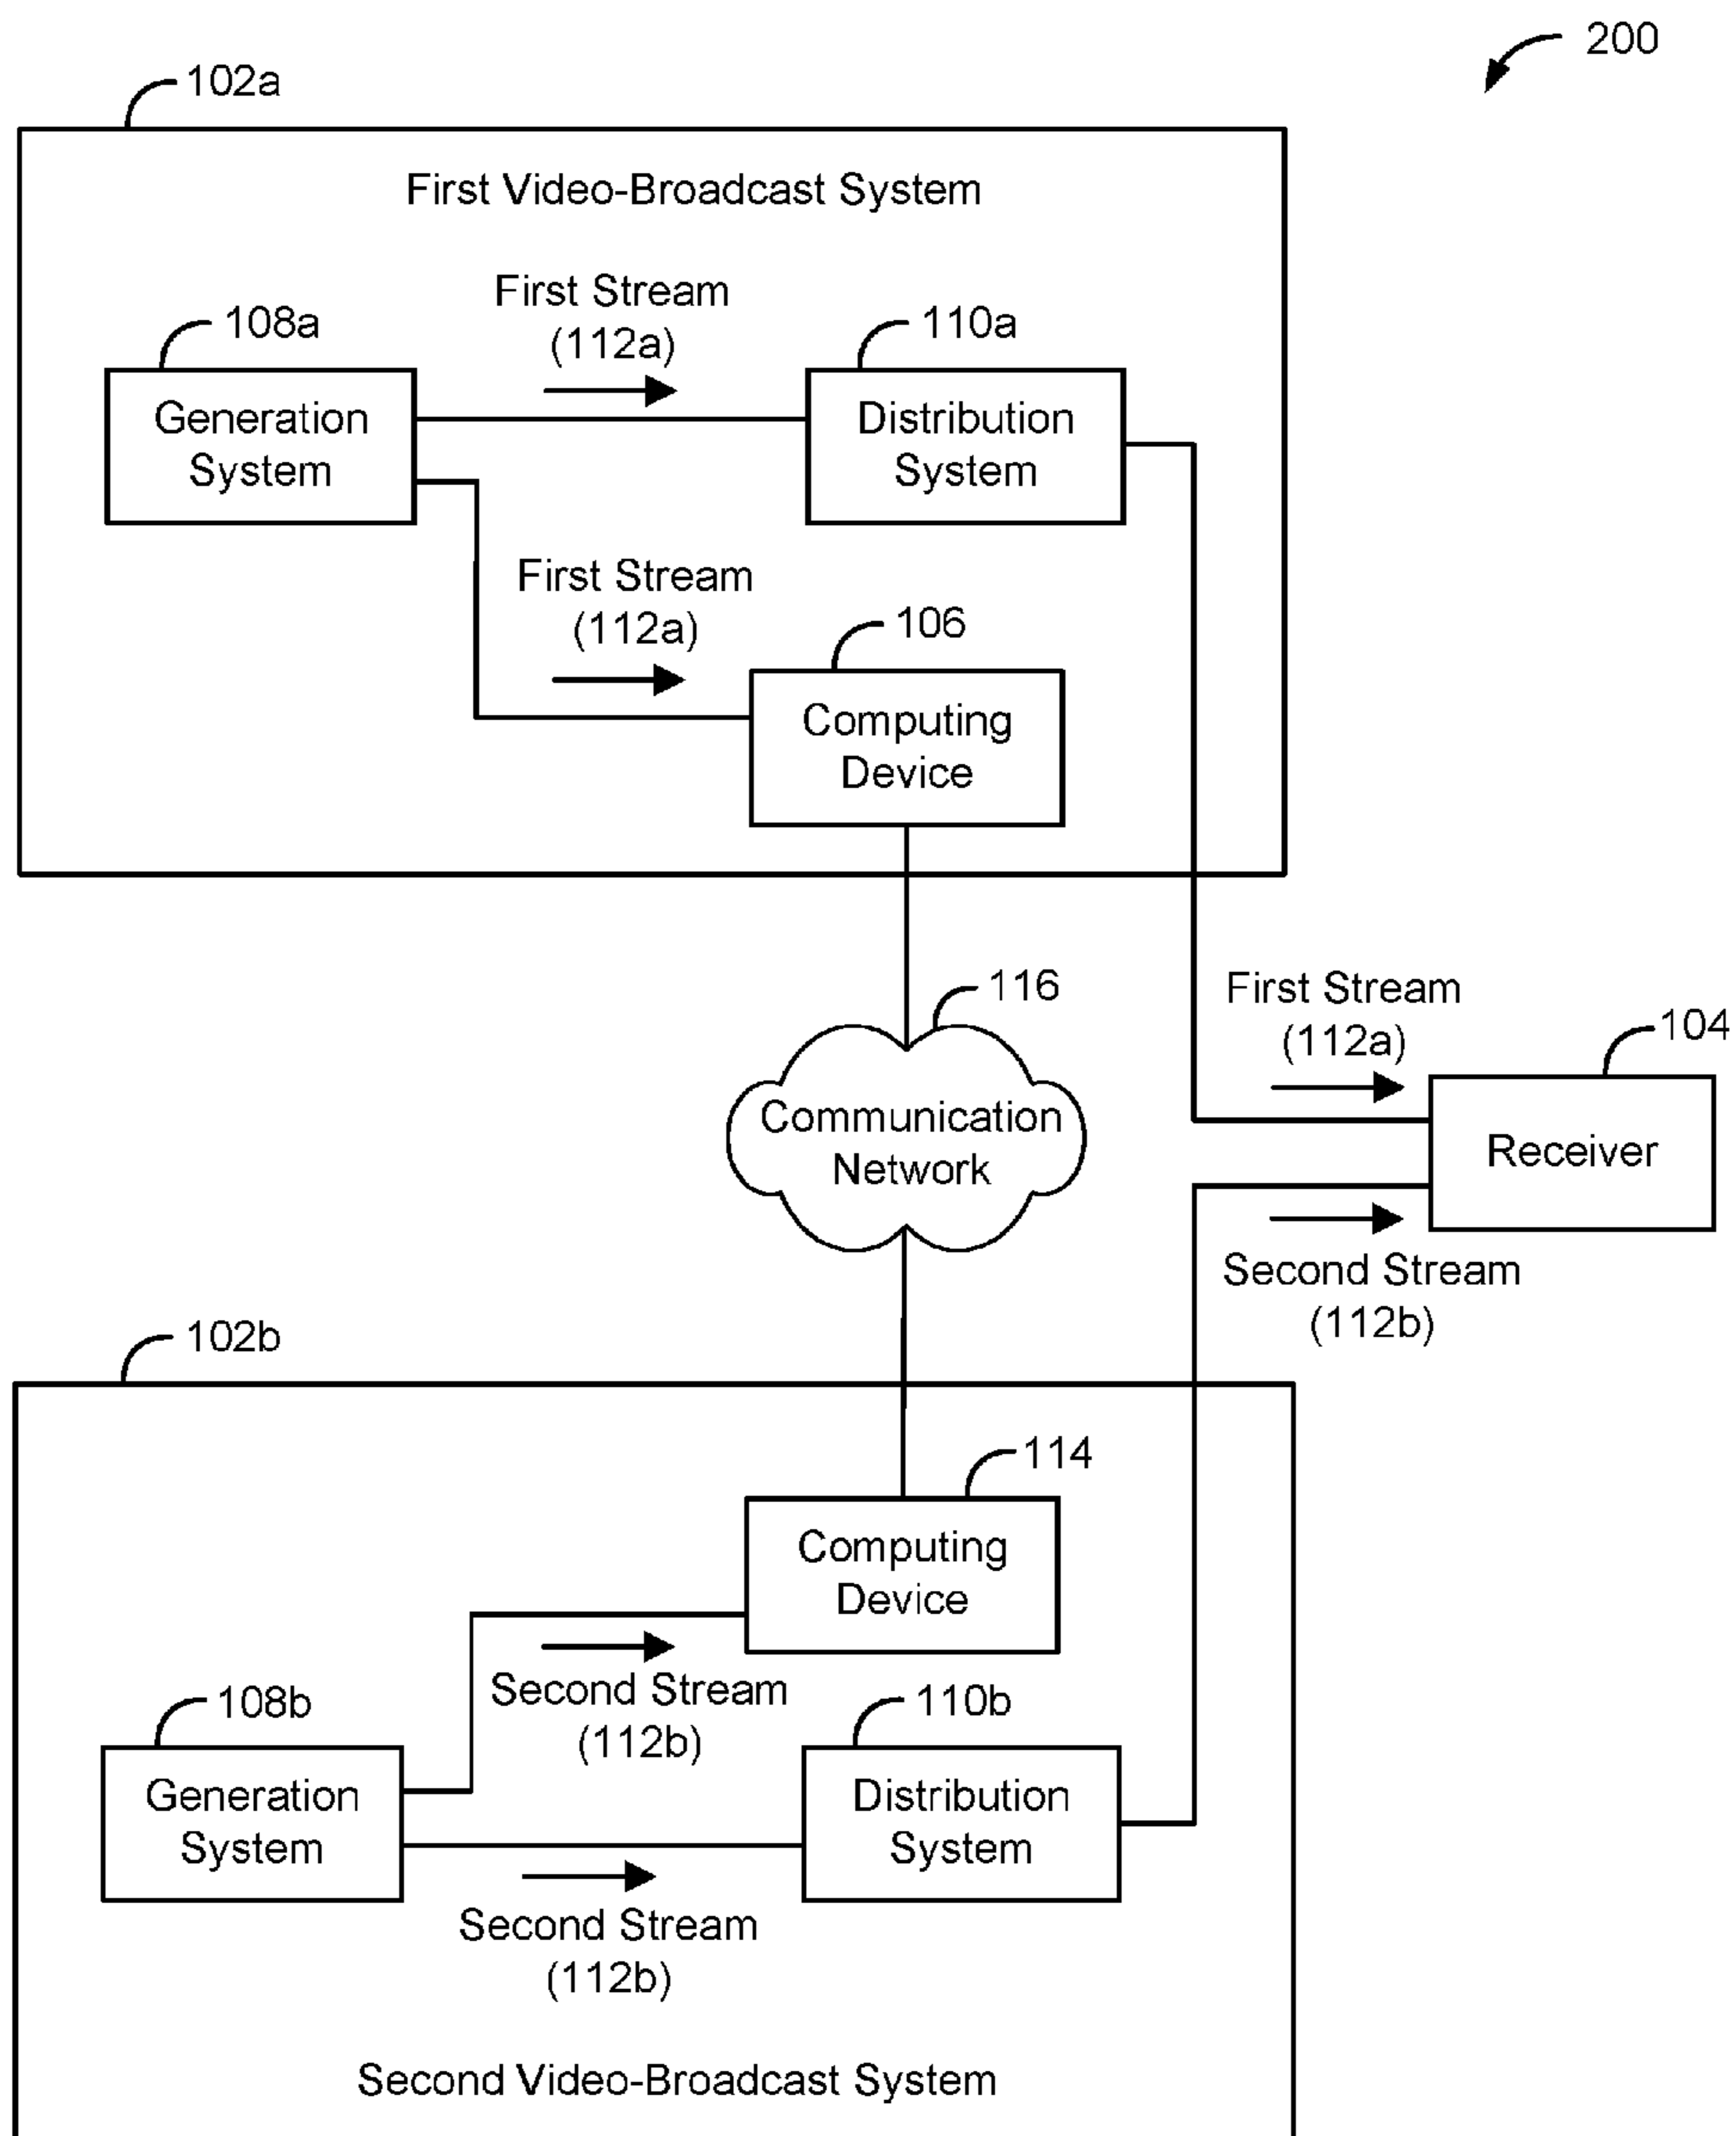 200
102a
First Video-Broadcast System
First Stream
(112a)
108a
110a
Generation
System
Distribution
System
First Stream
(112a)
106
Computing
Device
116
First Stream
(112a)
104
Communication
Network
Receiver
Second Stream
(112b)
102b
114
Computing
Device
Second Stream
(112b)
108b
110b
Generation
System
Distribution
System
Second Stream
(112b)
Second Video-Broadcast System